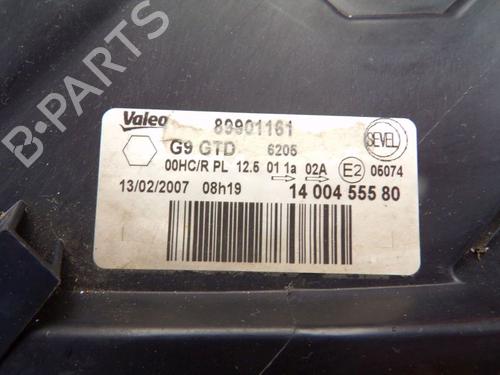 Valeo 89901161
SEVEL
G9 GTD 6205
00HC/R PL 12.5 01 1a 02A E2 05074
13/02/2007 08h19 14 004 555 80
B-PARTS